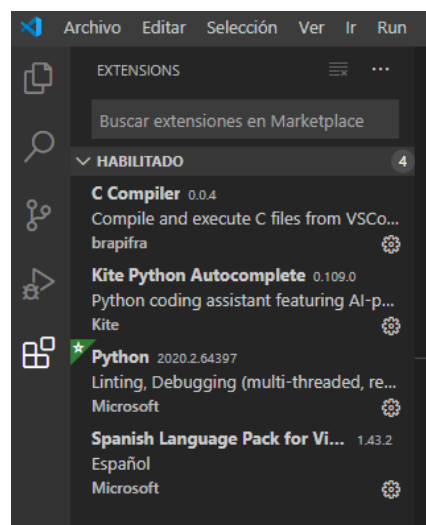 Archivo Editar Selección Ver Ir Run
EXTENSIONS
Buscar extensiones en Marketplace
HABILITADO 4
C Compiler 0.0.4
Compile and execute C files from VSCo...
brapifra
Kite Python Autocomplete 0.109.0
Python coding assistant featuring AI-p...
Kite
Python 2020.2.64397
Linting, Debugging (multi-threaded, re...
Microsoft
Spanish Language Pack for Vi... 1.43.2
Español
Microsoft